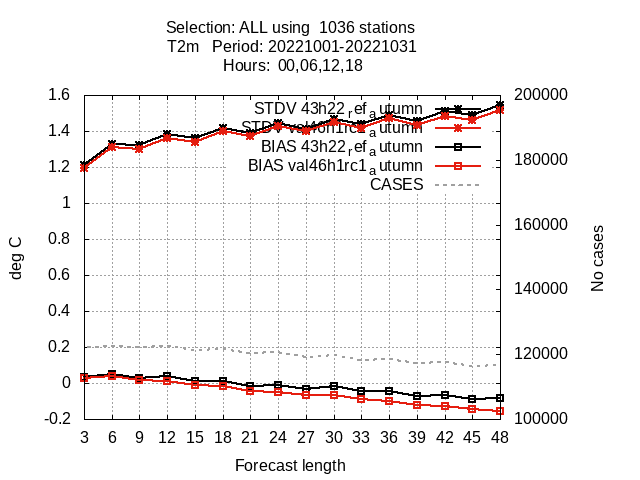 Selection: ALL using  1036 stations
T2m   Period: 20221001-20221031
Hours:  00,06,12,18
1.6
1.4
1.2
1
0.8
0.6
0.4
0.2
0
-0.2
deg C
STDV 43h22_ref_autumn
STDV val46h1rc1_autumn
BIAS 43h22_ref_autumn
BIAS val46h1rc1_autumn
CASES
200000
180000
160000
140000
120000
100000
No cases
3 6 9 12 15 18 21 24 27 30 33 36 39 42 45 48
Forecast length